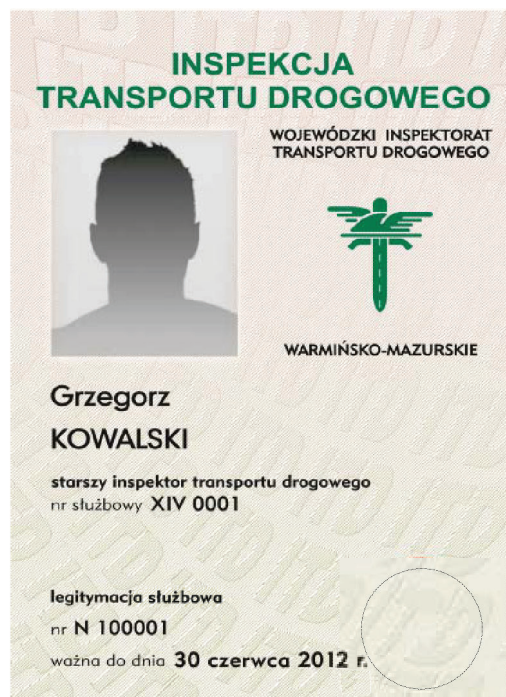 INSPEKCJA
TRANSPORTU DROGOWEGO
WOJEWÓDZKI INSPEKTORAT
TRANSPORTU DROGOWEGO
WARMIŃSKO-MAZURSKIE
Grzegorz
KOWALSKI
starszy inspektor transportu drogowego
nr służbowy XIV 0001
legitymacja służbowa
nr N 100001
ważna do dnia 30 czerwca 2012 r.